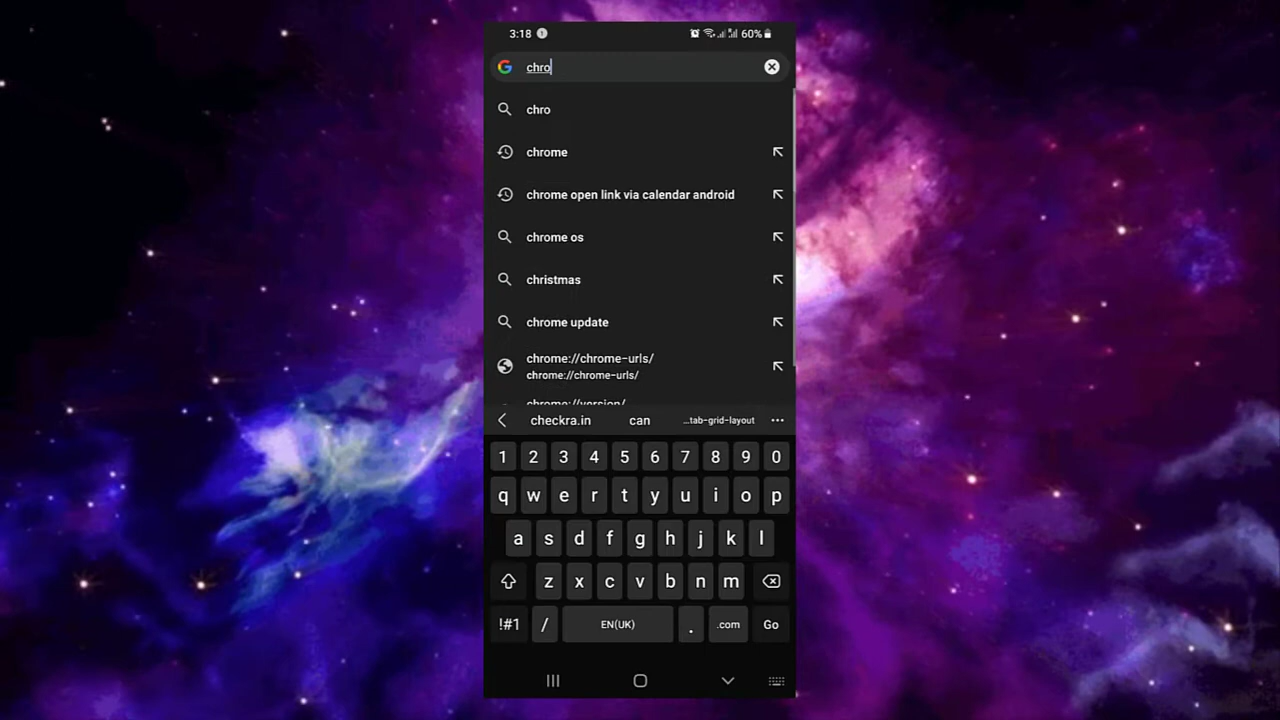 3:18
60%
chro
chro
chrome
chrome open link via calendar android
chrome os
christmas
chrome update
chrome://chrome-urls/
chrome://chrome-urls/
chrome://version/
checkra.in can ...tab-grid-layout
1 2 3 4 5 6 7 8 9 0
q w e r t y u i o p
a s d f g h j k l
z x c v b n m
!#1 / EN(UK) . .com Go